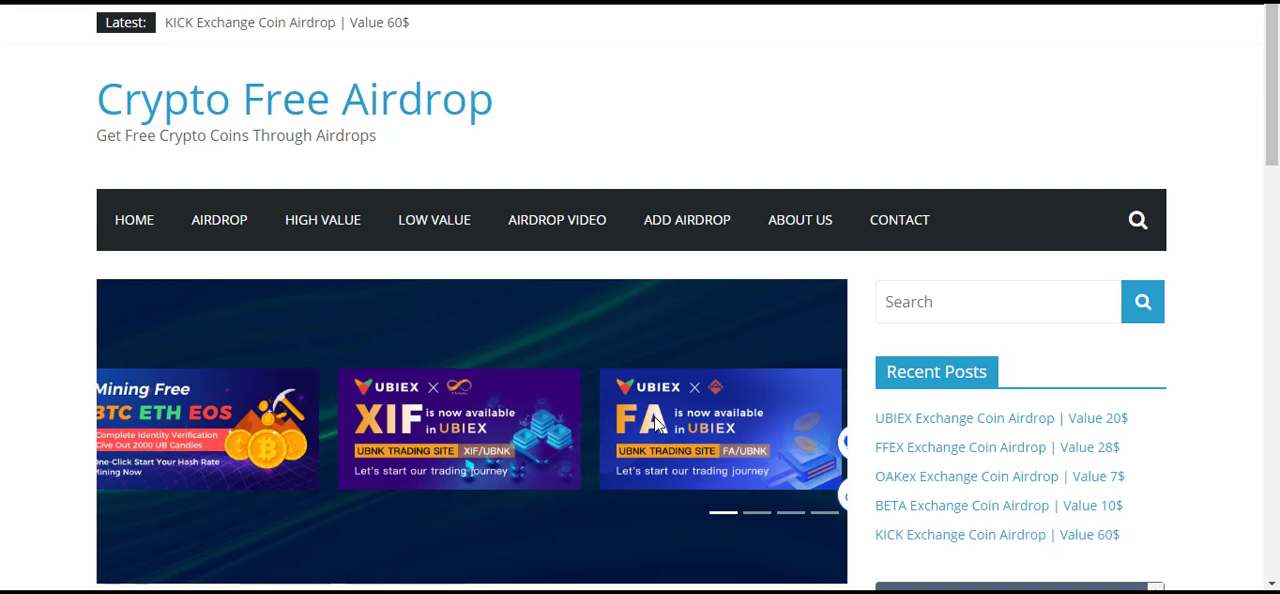 Latest: KICK Exchange Coin Airdrop | Value 60$
Crypto Free Airdrop
Get Free Crypto Coins Through Airdrops
HOME AIRDROP HIGH VALUE LOW VALUE AIRDROP VIDEO ADD AIRDROP ABOUT US CONTACT
Mining Free
BTC ETH EOS
Complete Identity Verification
Give Out 2000 UB Candies
One-Click Start Your Hash Rate
Mining Now
UBIEX X
XIF is now available
in UBIEX
UBNK TRADING SITE XIF/UBNK
Let's start our trading journey
UBIEX X
FA is now available
in UBIEX
UBNK TRADING SITE FA/UBNK
Let's start our trading journey
Search
Recent Posts
UBIEX Exchange Coin Airdrop | Value 20$
FFEX Exchange Coin Airdrop | Value 28$
OAKex Exchange Coin Airdrop | Value 7$
BETA Exchange Coin Airdrop | Value 10$
KICK Exchange Coin Airdrop | Value 60$